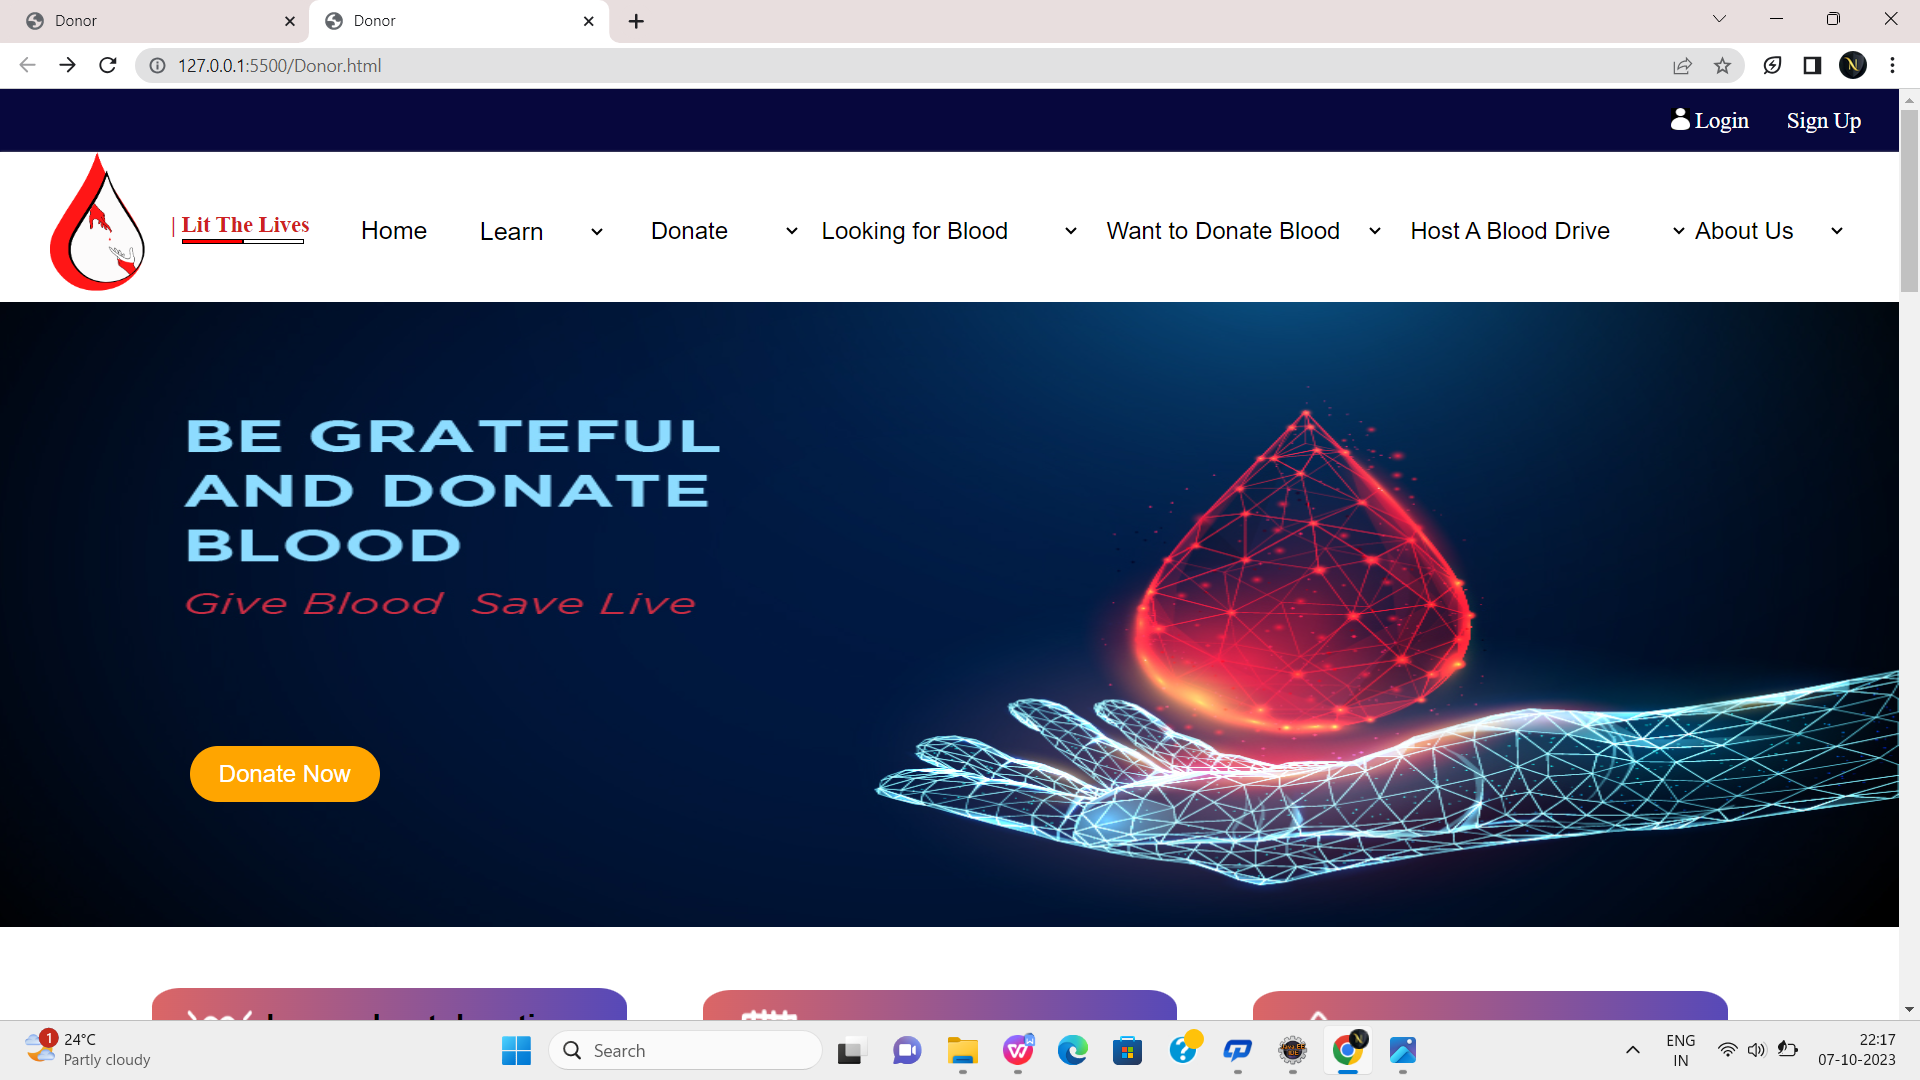 Donor
Donor
127.0.0.1:5500/Donor.html
Login Sign Up
| Lit The Lives
Home Learn Donate Looking for Blood Want to Donate Blood Host A Blood Drive About Us
BE GRATEFUL
AND DONATE
BLOOD
Give Blood Save Live
Donate Now
1
24°C
Partly cloudy
Search
ENG
IN
22:17
07-10-2023